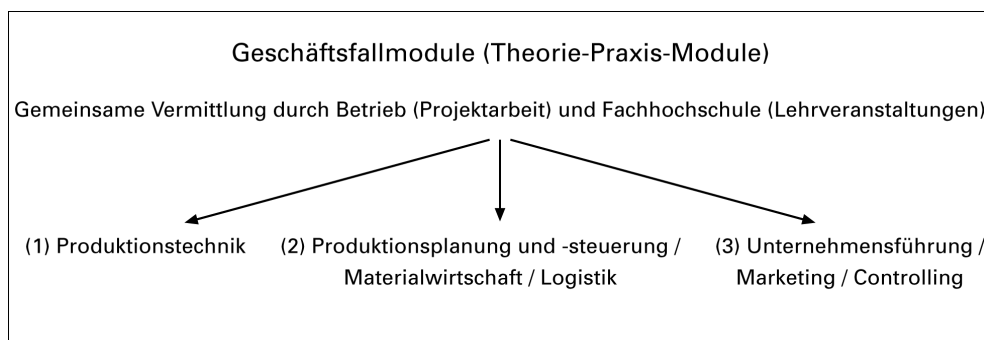 Geschäftsfallmodule (Theorie-Praxis-Module)
Gemeinsame Vermittlung durch Betrieb (Projektarbeit) und Fachhochschule (Lehrveranstaltungen)
(1) Produktionstechnik
(2) Produktionsplanung und -steuerung /
Materialwirtschaft / Logistik
(3) Unternehmensführung /
Marketing / Controlling